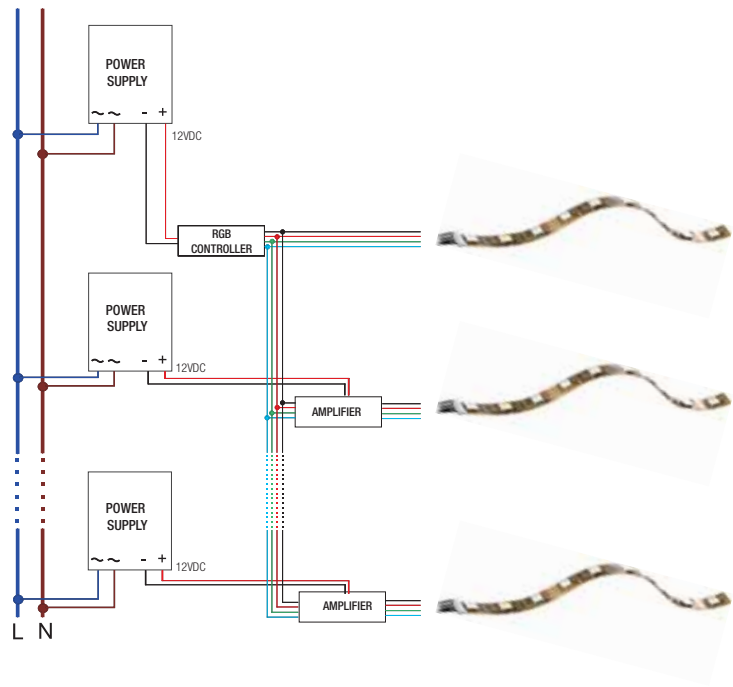 POWER
SUPPLY
~ ~ - +
12VDC
RGB
CONTROLLER
POWER
SUPPLY
~ ~ - +
12VDC
AMPLIFIER
POWER
SUPPLY
~ ~ - +
12VDC
AMPLIFIER
L N